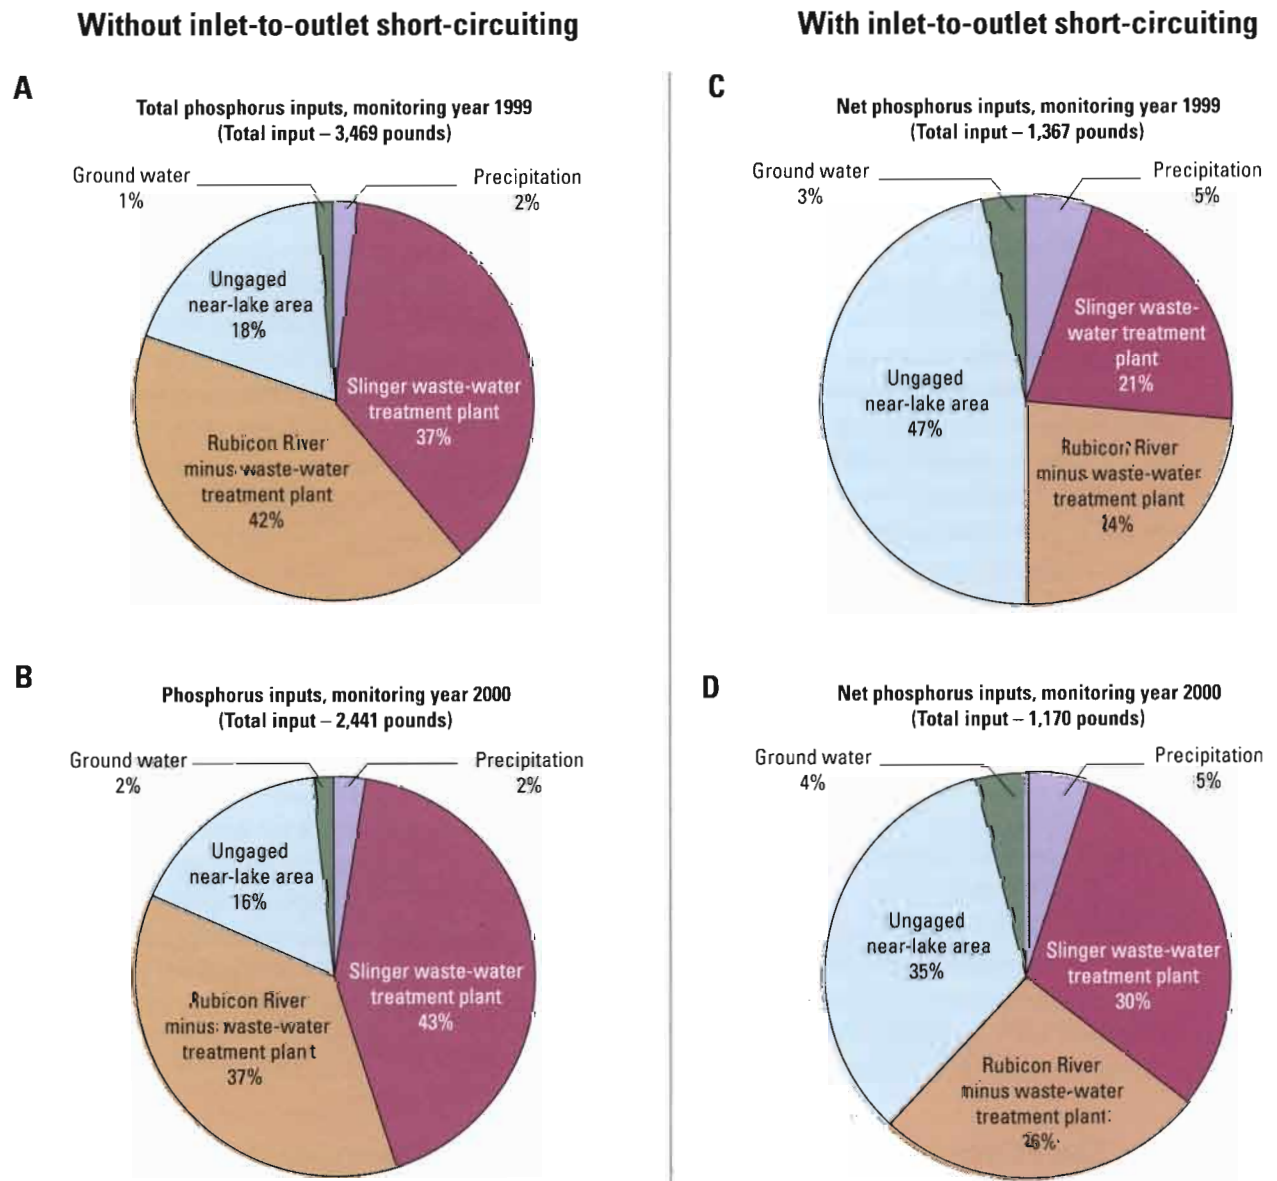 Without inlet-to-outlet short-circuiting
A
Total phosphorus inputs, monitoring year 1999
(Total input – 3,469 pounds)
Ground water
1%
Precipitation
2%
Ungaged
near-lake area
18%
Slinger waste-water
treatment plant
37%
Rubicon River
minus waste-water
treatment plant
42%
B
Phosphorus inputs, monitoring year 2000
(Total input – 2,441 pounds)
Ground water
2%
Precipitation
2%
Ungaged
near-lake area
16%
Slinger waste-water
treatment plant
43%
Rubicon River
minus waste-water
treatment plant
37%
With inlet-to-outlet short-circuiting
C
Net phosphorus inputs, monitoring year 1999
(Total input – 1,367 pounds)
Ground water
3%
Precipitation
5%
Slinger waste-
water treatment
plant
21%
Ungaged
near-lake area
47%
Rubicon River
minus waste-water
treatment plant
D
Net phosphorus inputs, monitoring year 2000
(Total input – 1,170 pounds)
Ground water
4%
Precipitation
5%
Ungaged
near-lake area
35%
Slinger waste-water
treatment plant
30%
Rubicon River
minus waste-water
treatment plant
26%